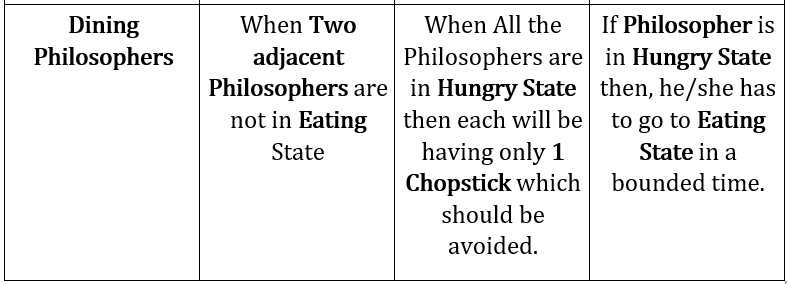 Dining
Philosophers
When Two
adjacent
Philosophers are
not in Eating
State
When All the
Philosophers are
in Hungry State
then each will be
having only 1
Chopstick which
should be
avoided.
If Philosopher is
in Hungry State
then, he/she has
to go to Eating
State in a
bounded time.